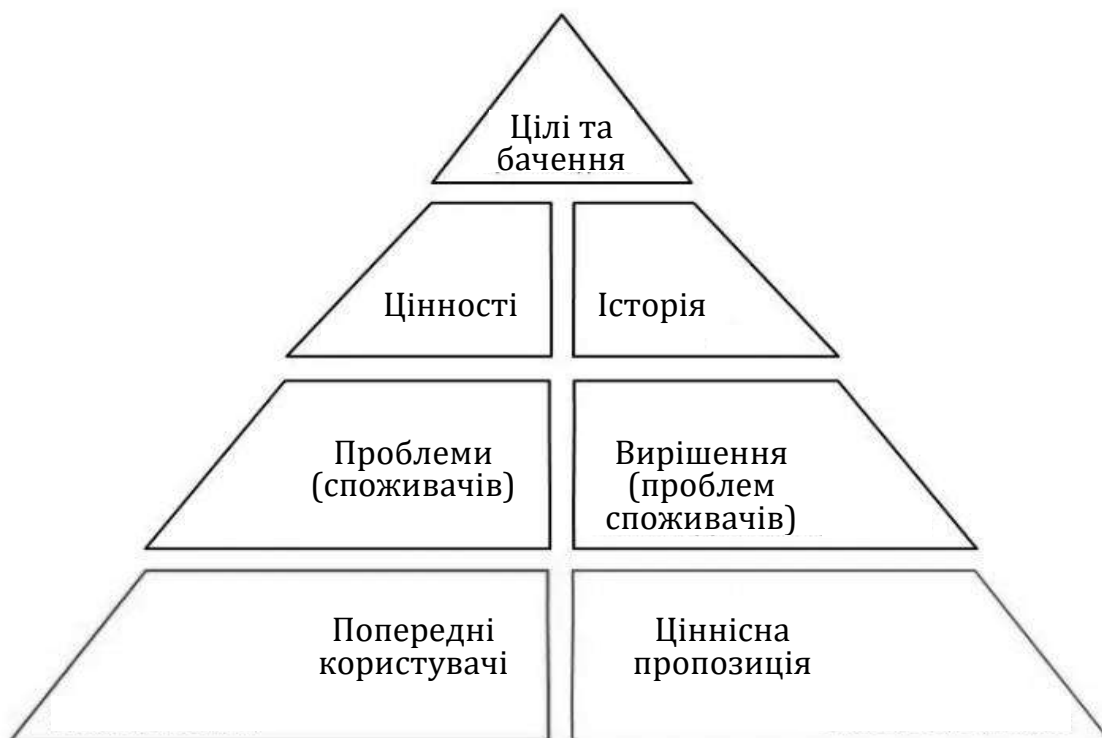 Цілі та
бачення
Цінності
Історія
Проблеми
(споживачів)
Вирішення
(проблем
споживачів)
Попередні
користувачі
Ціннісна
пропозиція